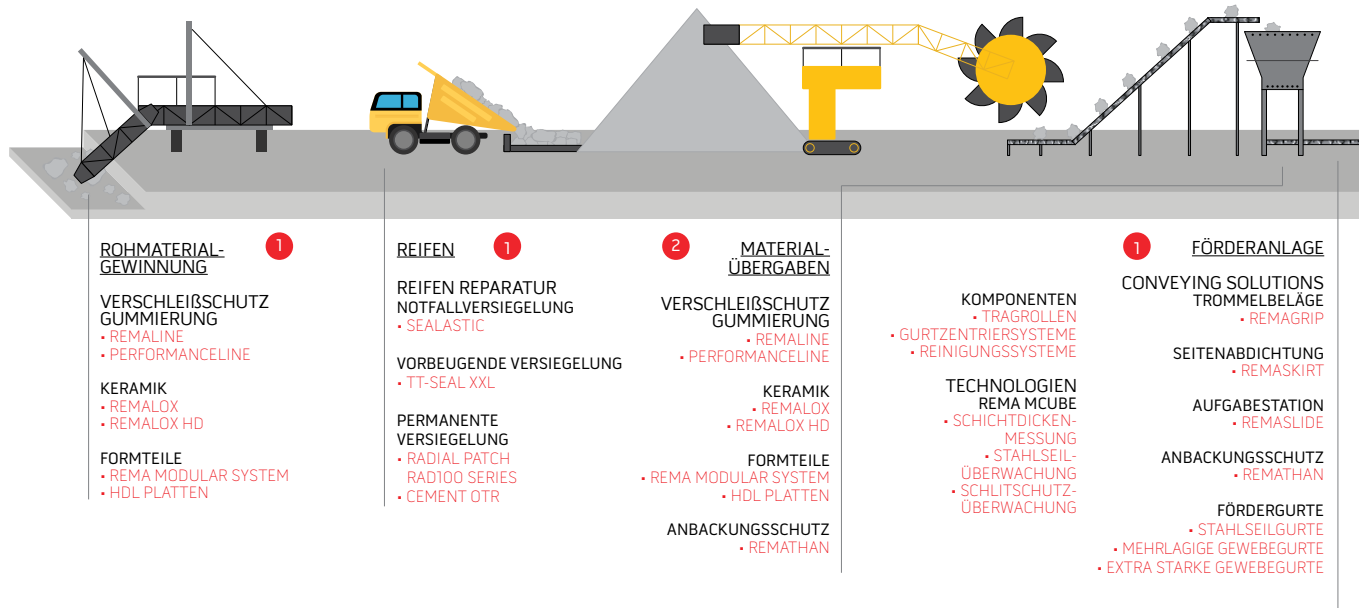 ROHMATERIAL-
GEWINNUNG
1
VERSCHLEIßSCHUTZ
GUMMIERUNG
• REMALINE
• PERFORMANCELINE
KERAMIK
• REMALOX
• REMALOX HD
FORMTEILE
• REMA MODULAR SYSTEM
• HDL PLATTEN
REIFEN
1
REIFEN REPARATUR
NOTFALLVERSIEGELUNG
• SEALASTIC
VORBEUGENDE VERSIEGELUNG
• TT-SEAL XXL
PERMANENTE
VERSIEGELUNG
• RADIAL PATCH
RAD100 SERIES
• CEMENT OTR
2
MATERIAL-
ÜBERGABEN
VERSCHLEIßSCHUTZ
GUMMIERUNG
• REMALINE
• PERFORMANCELINE
KERAMIK
• REMALOX
• REMALOX HD
FORMTEILE
• REMA MODULAR SYSTEM
• HDL PLATTEN
ANBACKUNGSSCHUTZ
• REMATHAN
1
FÖRDERANLAGE
KOMPONENTEN
• TRAGROLLEN
• GURTZENTRIERSYSTEME
• REINIGUNGSSYSTEME
TECHNOLOGIEN
REMA MCUBE
• SCHICHTDICKEN-
MESSUNG
• STAHLSEIL-
ÜBERWACHUNG
• SCHLITSCHUTZ-
ÜBERWACHUNG
CONVEYING SOLUTIONS
TROMMELBELÄGE
• REMAGRIP
SEITENABDICHTUNG
• REMASKIRT
AUFGABESTATION
• REMASLIDE
ANBACKUNGSSCHUTZ
• REMATHAN
FÖRDERGURTE
• STAHLSEILGURTE
• MEHRLAGIGE GEWEBEGURTE
• EXTRA STARKE GEWEBEGURTE